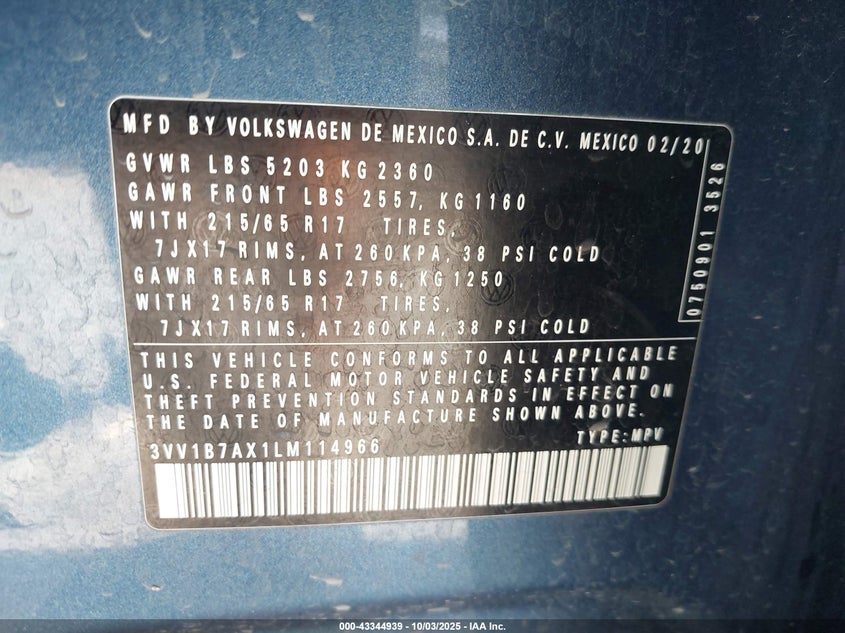 MFD BY VOLKSWAGEN DE MEXICO S.A. DE C.V. MEXICO 02/20
GVWR LBS 5203 KG 2360
GAWR FRONT LBS 2557, KG 1160
WITH 215/65 R17 TIRES,
7JX17 RIMS, AT 260 KPA, 38 PSI COLD
GAWR REAR LBS 2756, KG 1250
WITH 215/65 R17 TIRES,
7JX17 RIMS, AT 260 KPA, 38 PSI COLD
0750901 3526
THIS VEHICLE CONFORMS TO ALL APPLICABLE
U.S. FEDERAL MOTOR VEHICLE SAFETY AND
THEFT PREVENTION STANDARDS IN EFFECT ON
THE DATE OF MANUFACTURE SHOWN ABOVE.
3VV1B7AX1LM114966 TYPE: MPV
000-43344939 | 10/03/2025 - IAA Inc.